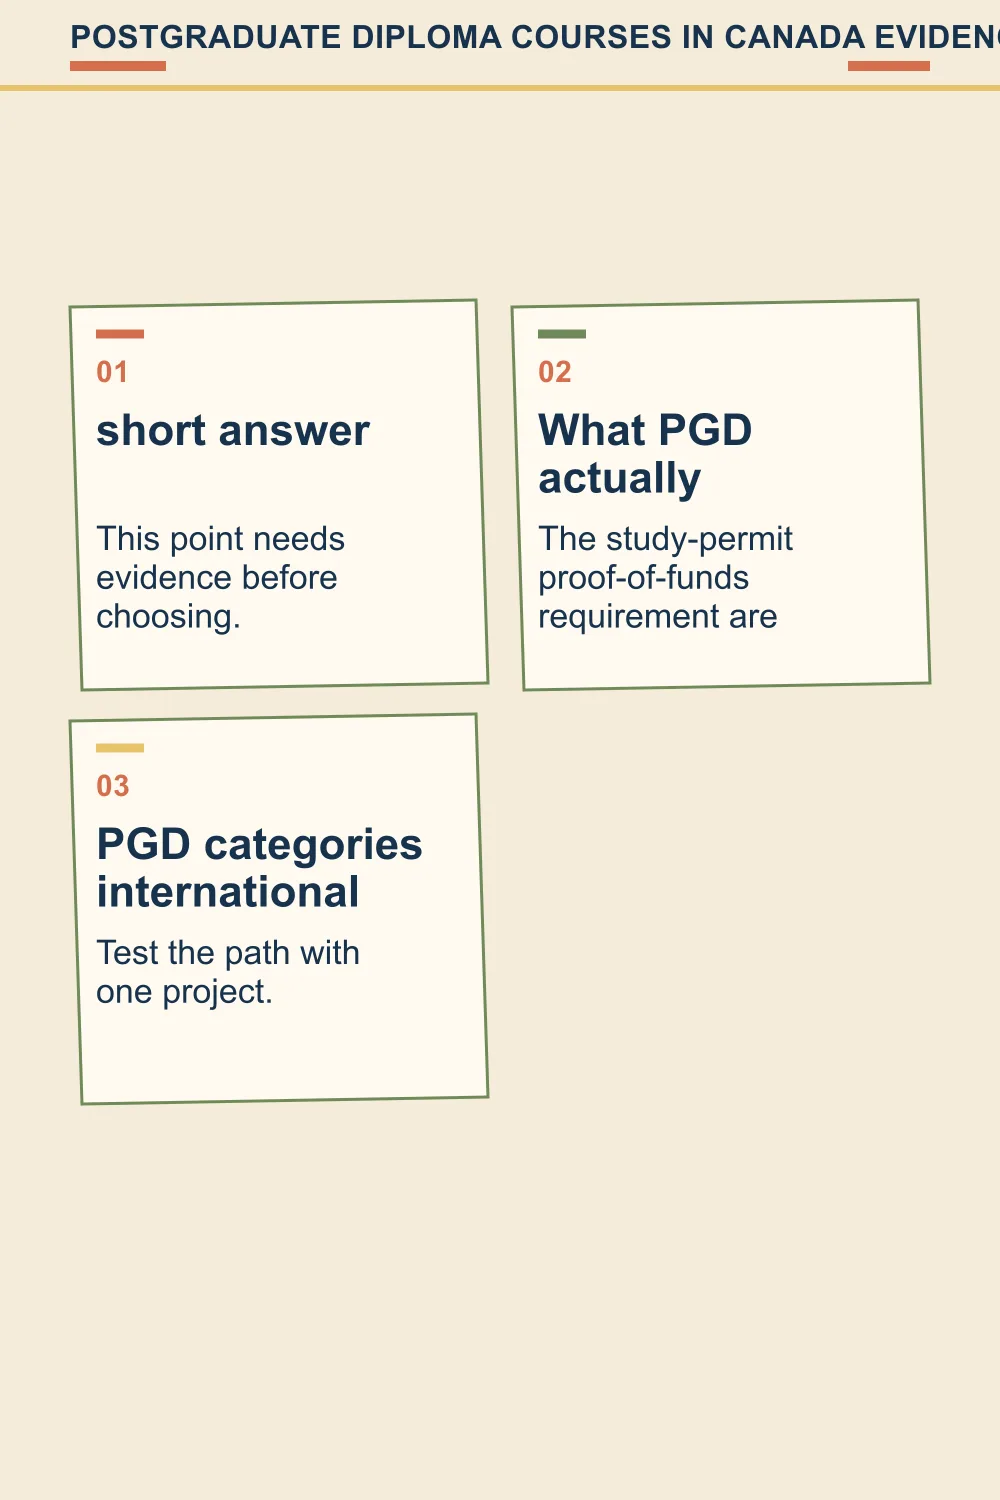 POSTGRADUATE DIPLOMA COURSES IN CANADA
01
short answer
This point needs
evidence before
choosing.
02
What PGD
actually
The study-permit
proof-of-funds
requirement are
03
PGD categories
international
Test the path with
one project.